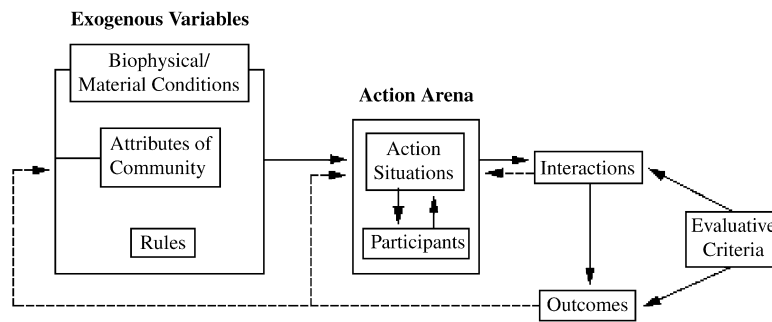 Exogenous Variables
Biophysical/
Material Conditions
Attributes of
Community
Rules
Action Arena
Action
Situations
Participants
Interactions
Outcomes
Evaluative
Criteria